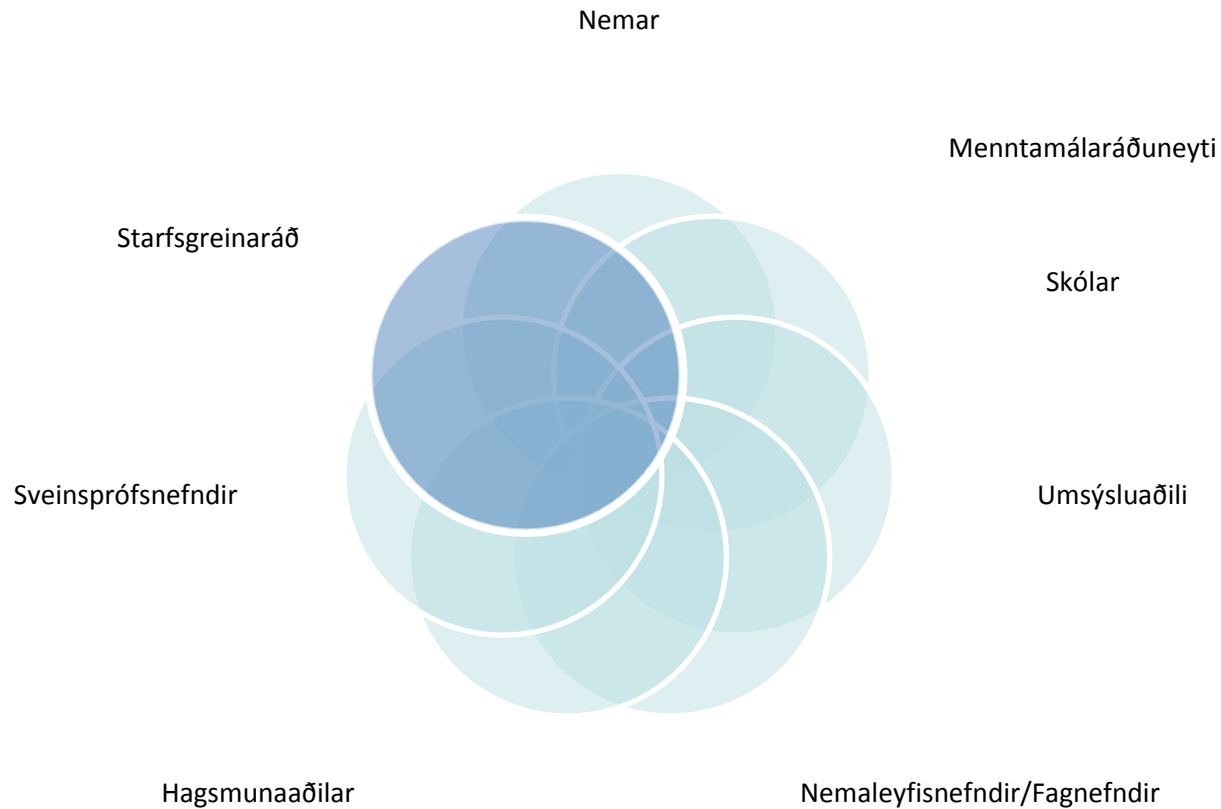 Nemar
Menntamálaráðuneyti
Starfsgreinaráð
Skólar
Sveinsprófsnefndir
Umsýsluaðili
Hagsmunaaðilar
Nemaleyfisnefndir/Fagnefndir